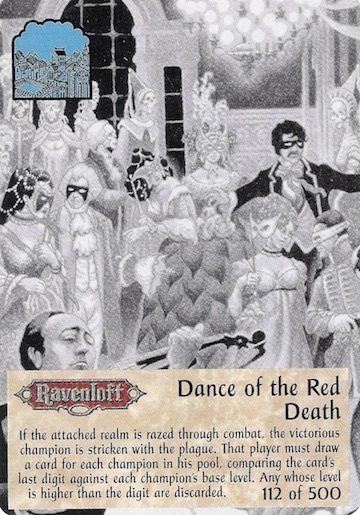 Ravenloft
Dance of the Red
Death
If the attached realm is razed through combat, the victorious
champion is stricken with the plague. That player must draw
a card for each champion in his pool, comparing the card's
last digit against each champion's base level. Any whose level
is higher than the digit are discarded. 112 of 500